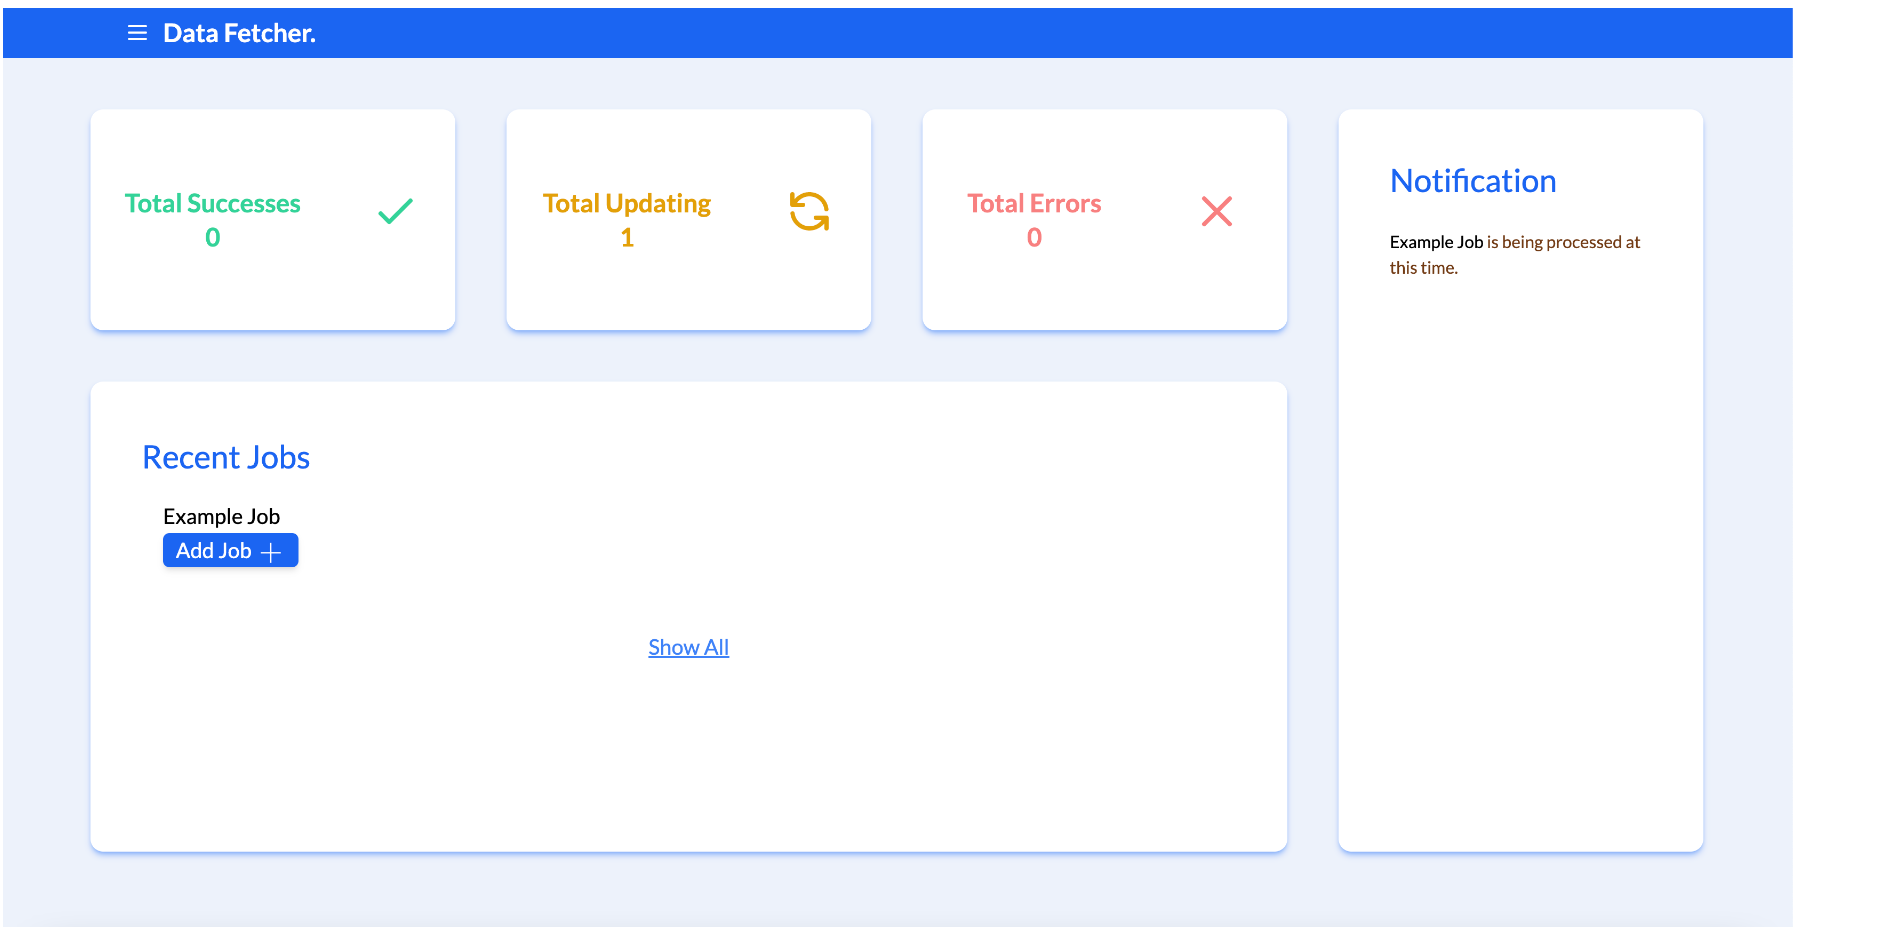 Data Fetcher.
Total Successes
0
Total Updating
1
Total Errors
0
Notification
Example Job is being processed at
this time.
Recent Jobs
Example Job
Add Job
Show All